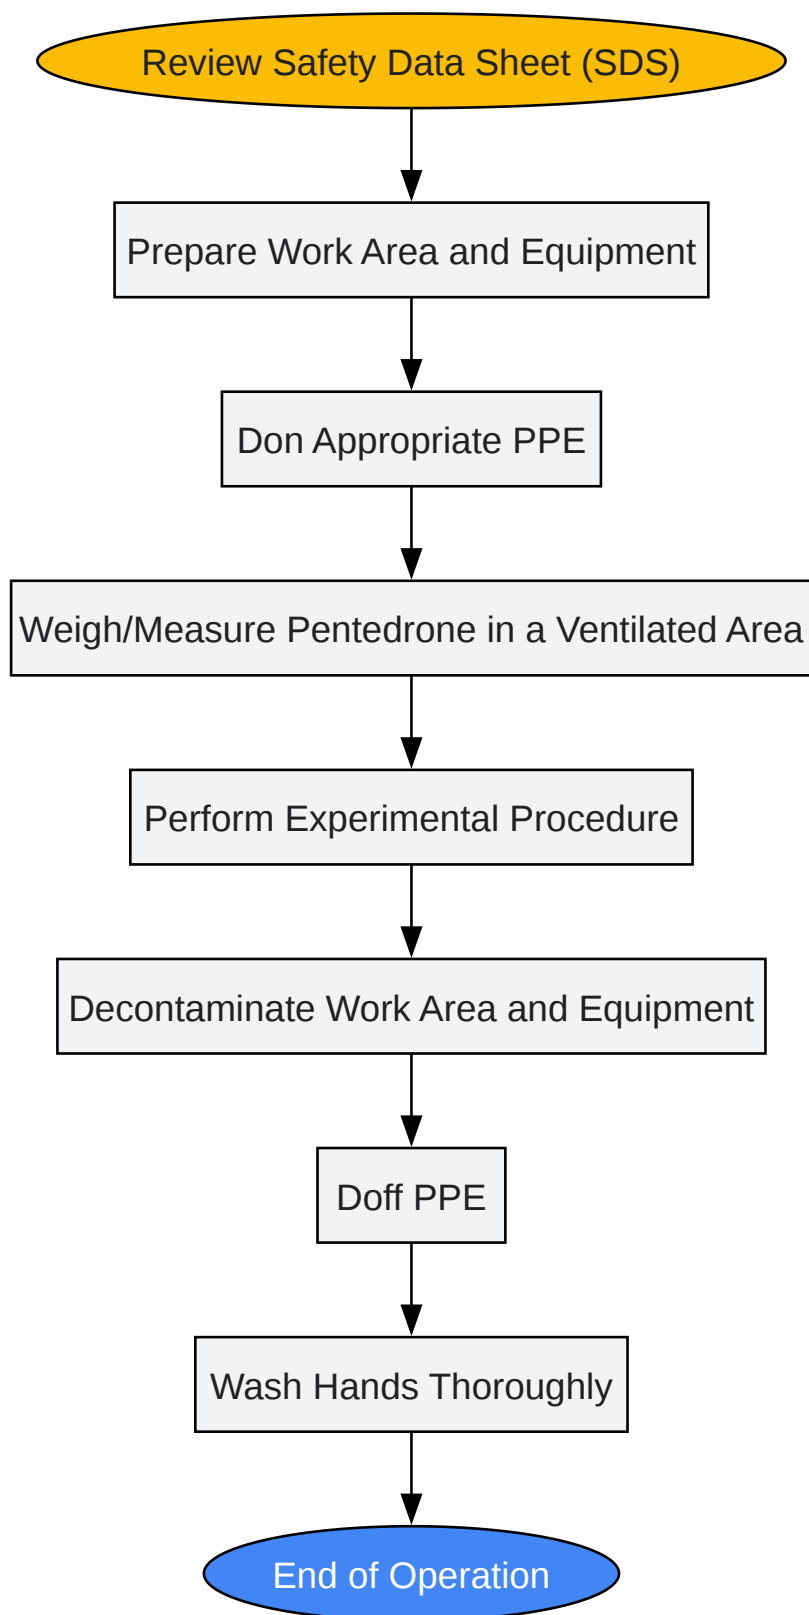 Review Safety Data Sheet (SDS)
Prepare Work Area and Equipment
Don Appropriate PPE
Weigh/Measure Pentedrone in a Ventilated Area
Perform Experimental Procedure
Decontaminate Work Area and Equipment
Doff PPE
Wash Hands Thoroughly
End of Operation